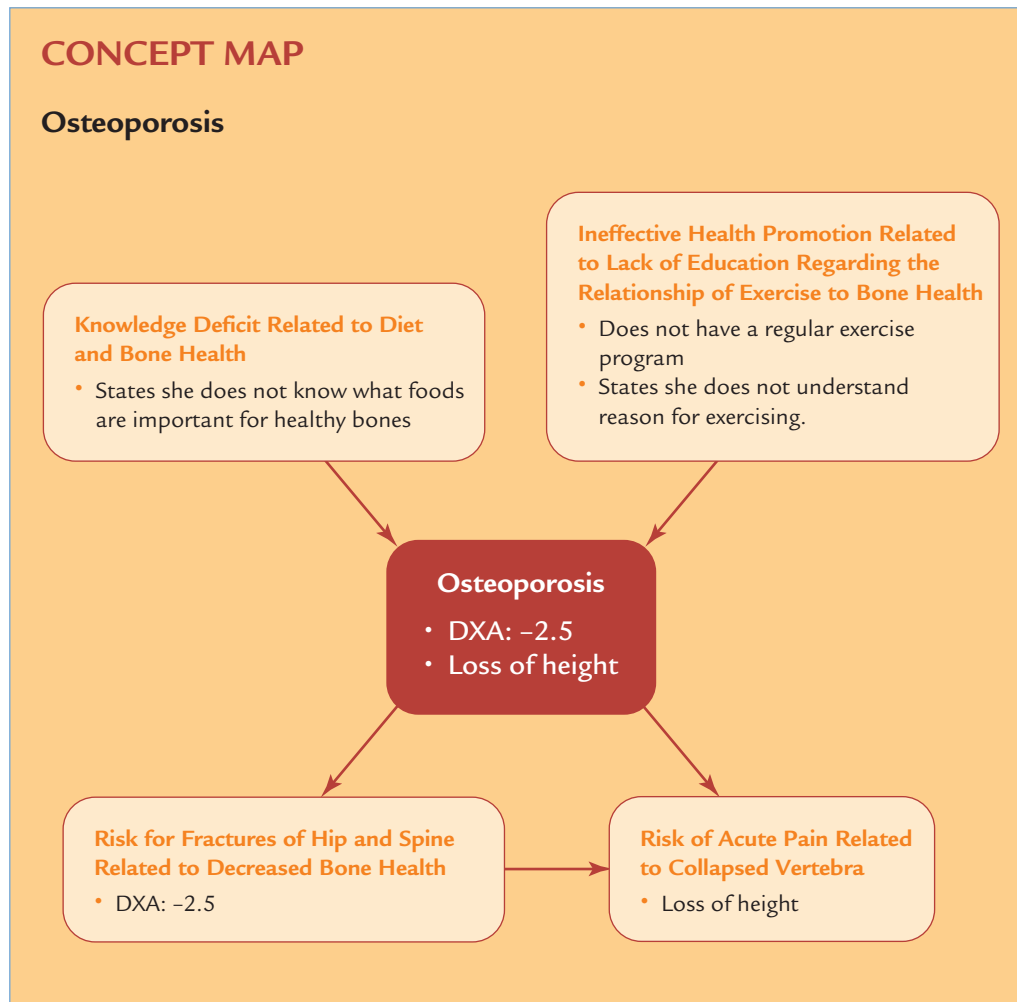 CONCEPT MAP
Osteoporosis
Knowledge Deficit Related to Diet
and Bone Health
• States she does not know what foods
are important for healthy bones
Ineffective Health Promotion Related
to Lack of Education Regarding the
Relationship of Exercise to Bone Health
• Does not have a regular exercise
program
• States she does not understand
reason for exercising.
Osteoporosis
• DXA: –2.5
• Loss of height
Risk for Fractures of Hip and Spine
Related to Decreased Bone Health
• DXA: –2.5
Risk of Acute Pain Related
to Collapsed Vertebra
• Loss of height